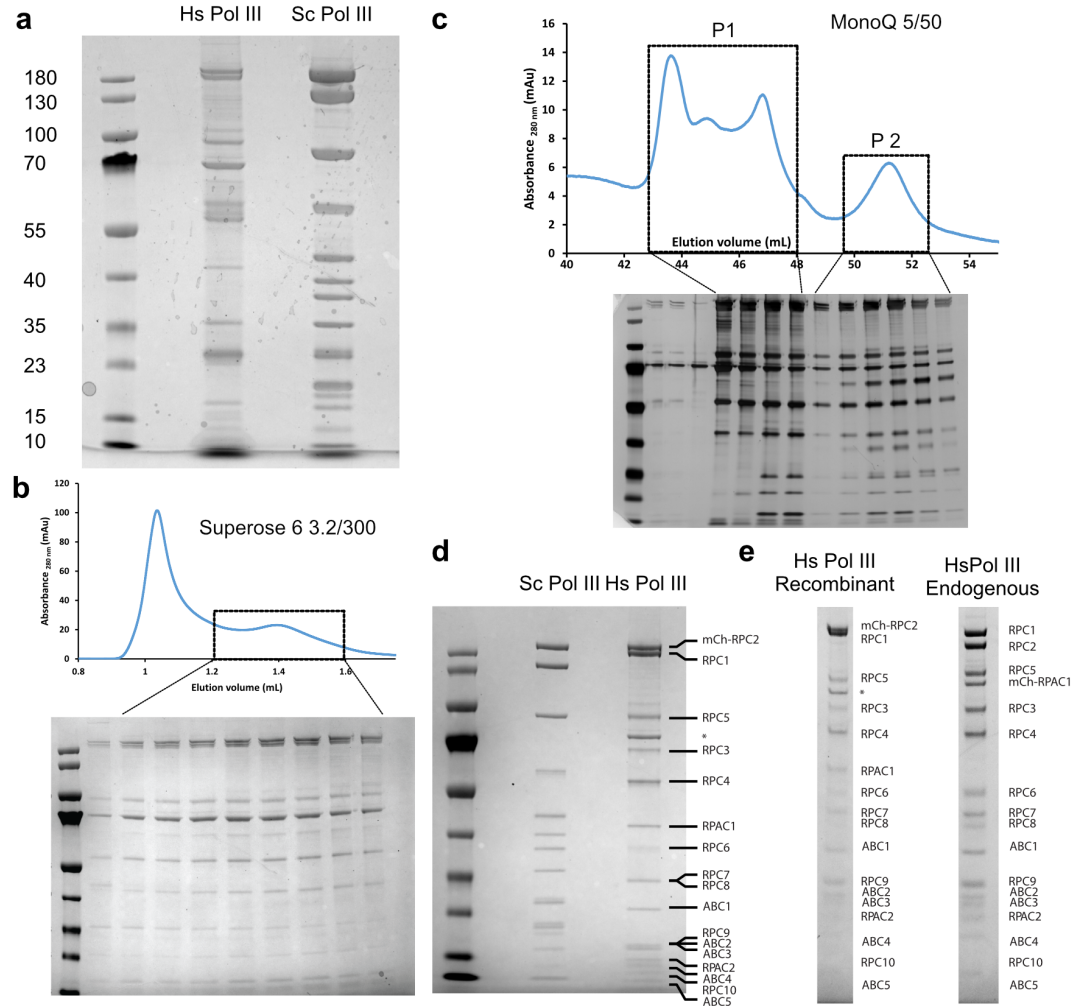 a
Hs Pol III
Sc Pol III
180
130
100
70
55
40
35
23
15
10
b
120
100
80
60
40
20
0
Absorbance 280 nm (mAu)
Superose 6 3.2/300
0.8
1
1.2
1.4
1.6
Elution volume (mL)
c
MonoQ 5/50
16
14
12
10
8
6
4
2
0
Absorbance 280 nm (mAu)
P1
P 2
Elution volume (mL)
40
42
44
46
48
50
52
54
d
Sc Pol III
Hs Pol III
mCh-RPC2
RPC1
RPC5
*
RPC3
RPC4
RPAC1
RPC6
RPC7
RPC8
ABC1
RPC9
ABC2
ABC3
RPAC2
ABC4
RPC10
ABC5
e
Hs Pol III
Recombinant
mCh-RPC2
RPC1
RPC5
*
RPC3
RPC4
RPAC1
RPC6
RPC7
RPC8
ABC1
RPC9
ABC2
ABC3
RPAC2
ABC4
RPC10
ABC5
HsPol III
Endogenous
RPC1
RPC2
RPC5
mCh-RPAC1
RPC3
RPC4
RPC6
RPC7
RPC8
ABC1
RPC9
ABC2
ABC3
RPAC2
ABC4
RPC10
ABC5